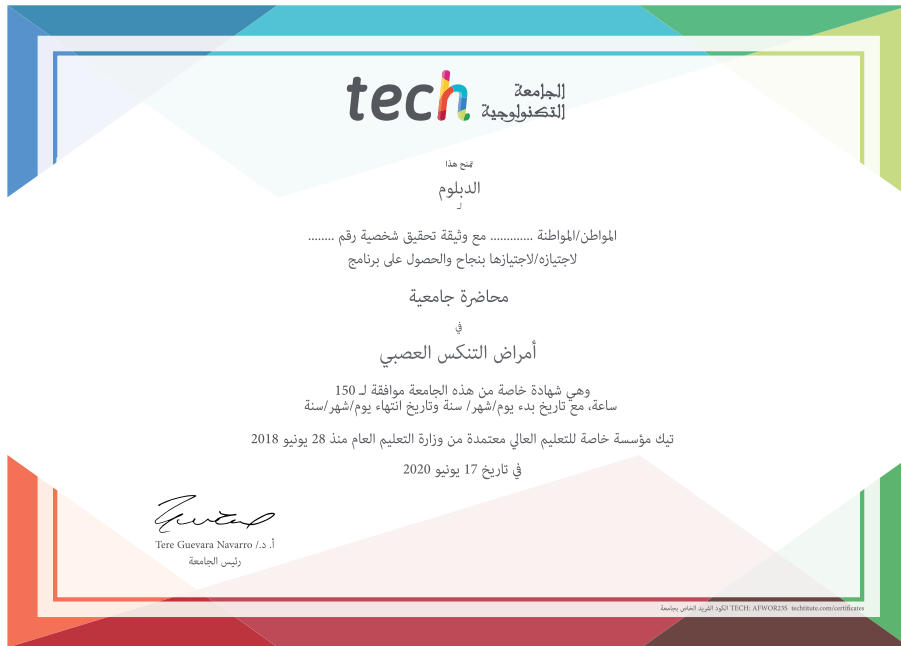 tech الجامعة
التكنولوجية
تمنح هذا
الدبلوم
لـ
المواطن/المواطنة ............. مع وثيقة تحقيق شخصية رقم ........
لاجتيازه/لاجتيازها بنجاح والحصول على برنامج
محاضرة جامعية
في
أمراض التنكس العصبي
وهي شهادة خاصة من هذه الجامعة موافقة لـ 150
ساعة، مع تاريخ بدء يوم/شهر/ سنة وتاريخ انتهاء يوم/شهر/سنة
تيك مؤسسة خاصة للتعليم العالي معتمدة من وزارة التعليم العام منذ 28 يونيو 2018
في تاريخ 17 يونيو 2020
أ. د./ Tere Guevara Navarro
رئيس الجامعة
الكود الفريد الخاص بجامعة TECH: AFWOR23S techtitute.com/certificates